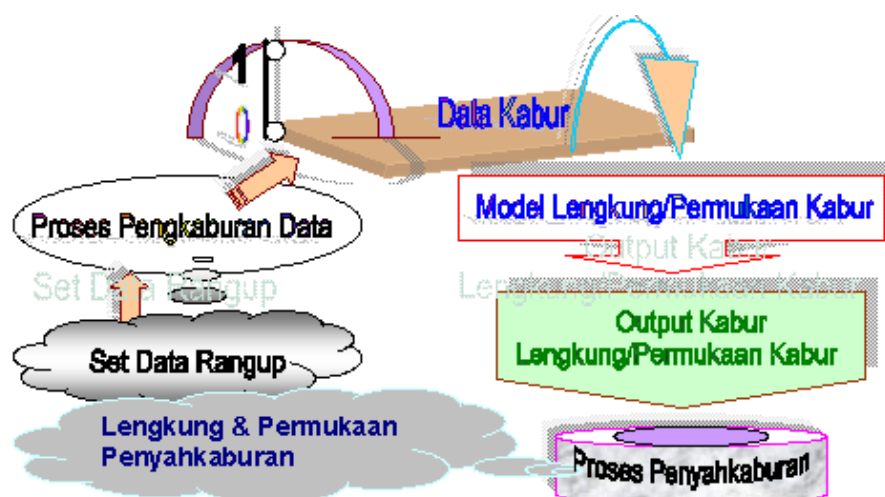 1
0
Data Kabur
Proses Pengkaburan Data
Model Lengkung/Permukaan Kabur
Output Kabur
Set Data Rangup
Lengkung/Permukaan Kabur
Output Kabur
Lengkung/Permukaan Kabur
Set Data Rangup
Lengkung & Permukaan
Penyahkaburan
Proses Penyahkaburan